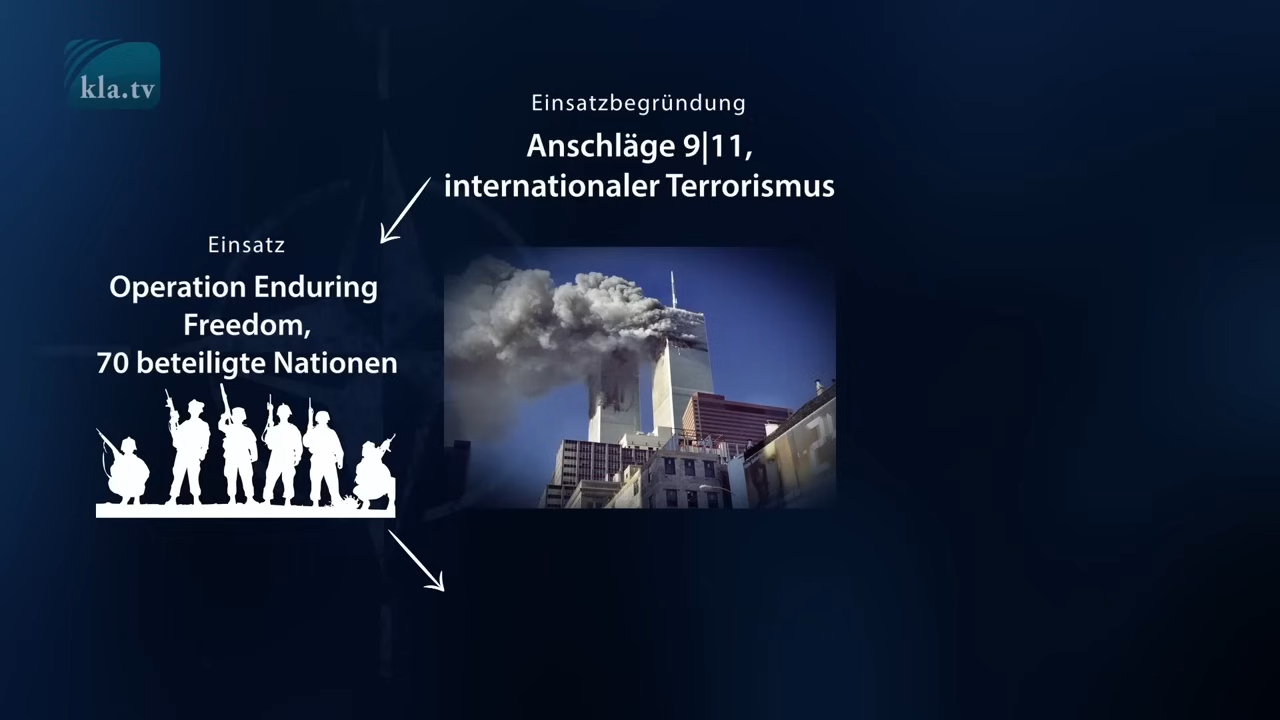 kla.tv
Einsatzbegründung
Anschläge 9|11,
internationaler Terrorismus
Einsatz
Operation Enduring
Freedom,
70 beteiligte Nationen